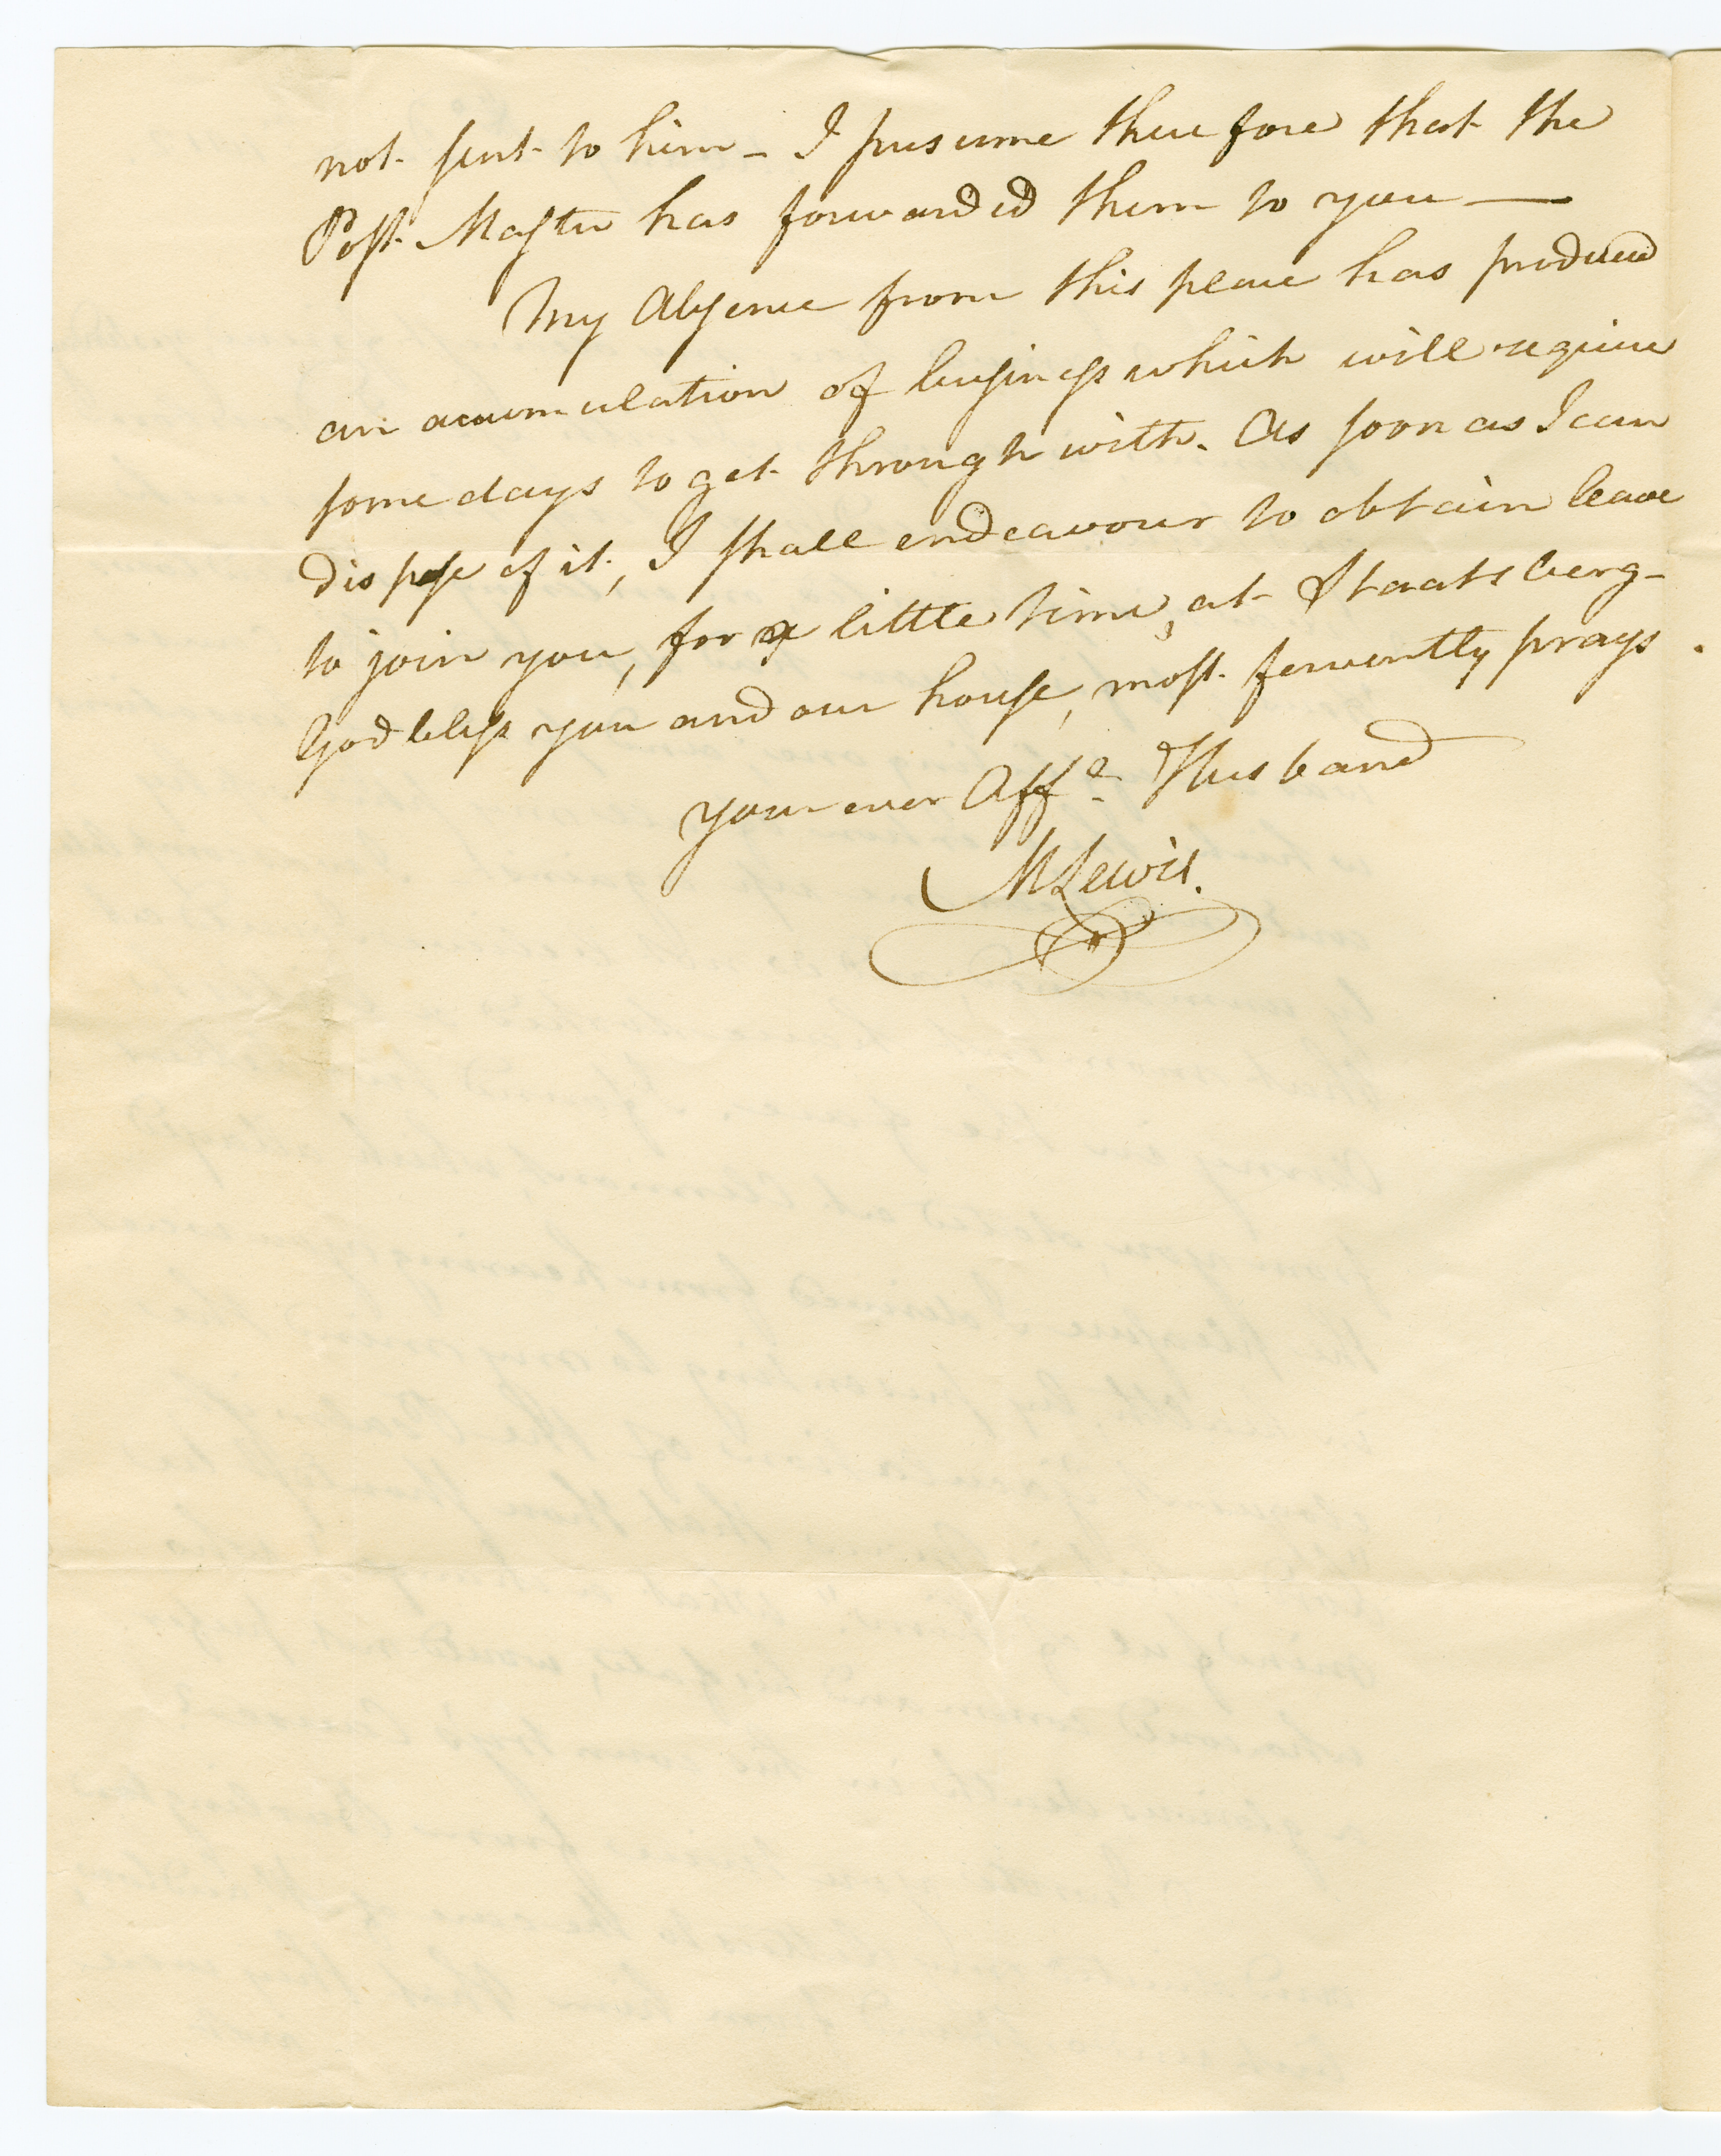 not sent to him – I presume therefore that the
Post Master has forwarded them to you —
My Absence from this place has produced
an accumulation of business which will require
some days to get through with. As soon as I can
dispose of it, I shall endeavour to obtain leave
to join you, for a little time, at Staatsberg –
God bless you and our house, most fervently prays .
your ever Aff.e Husband
M Lewis.